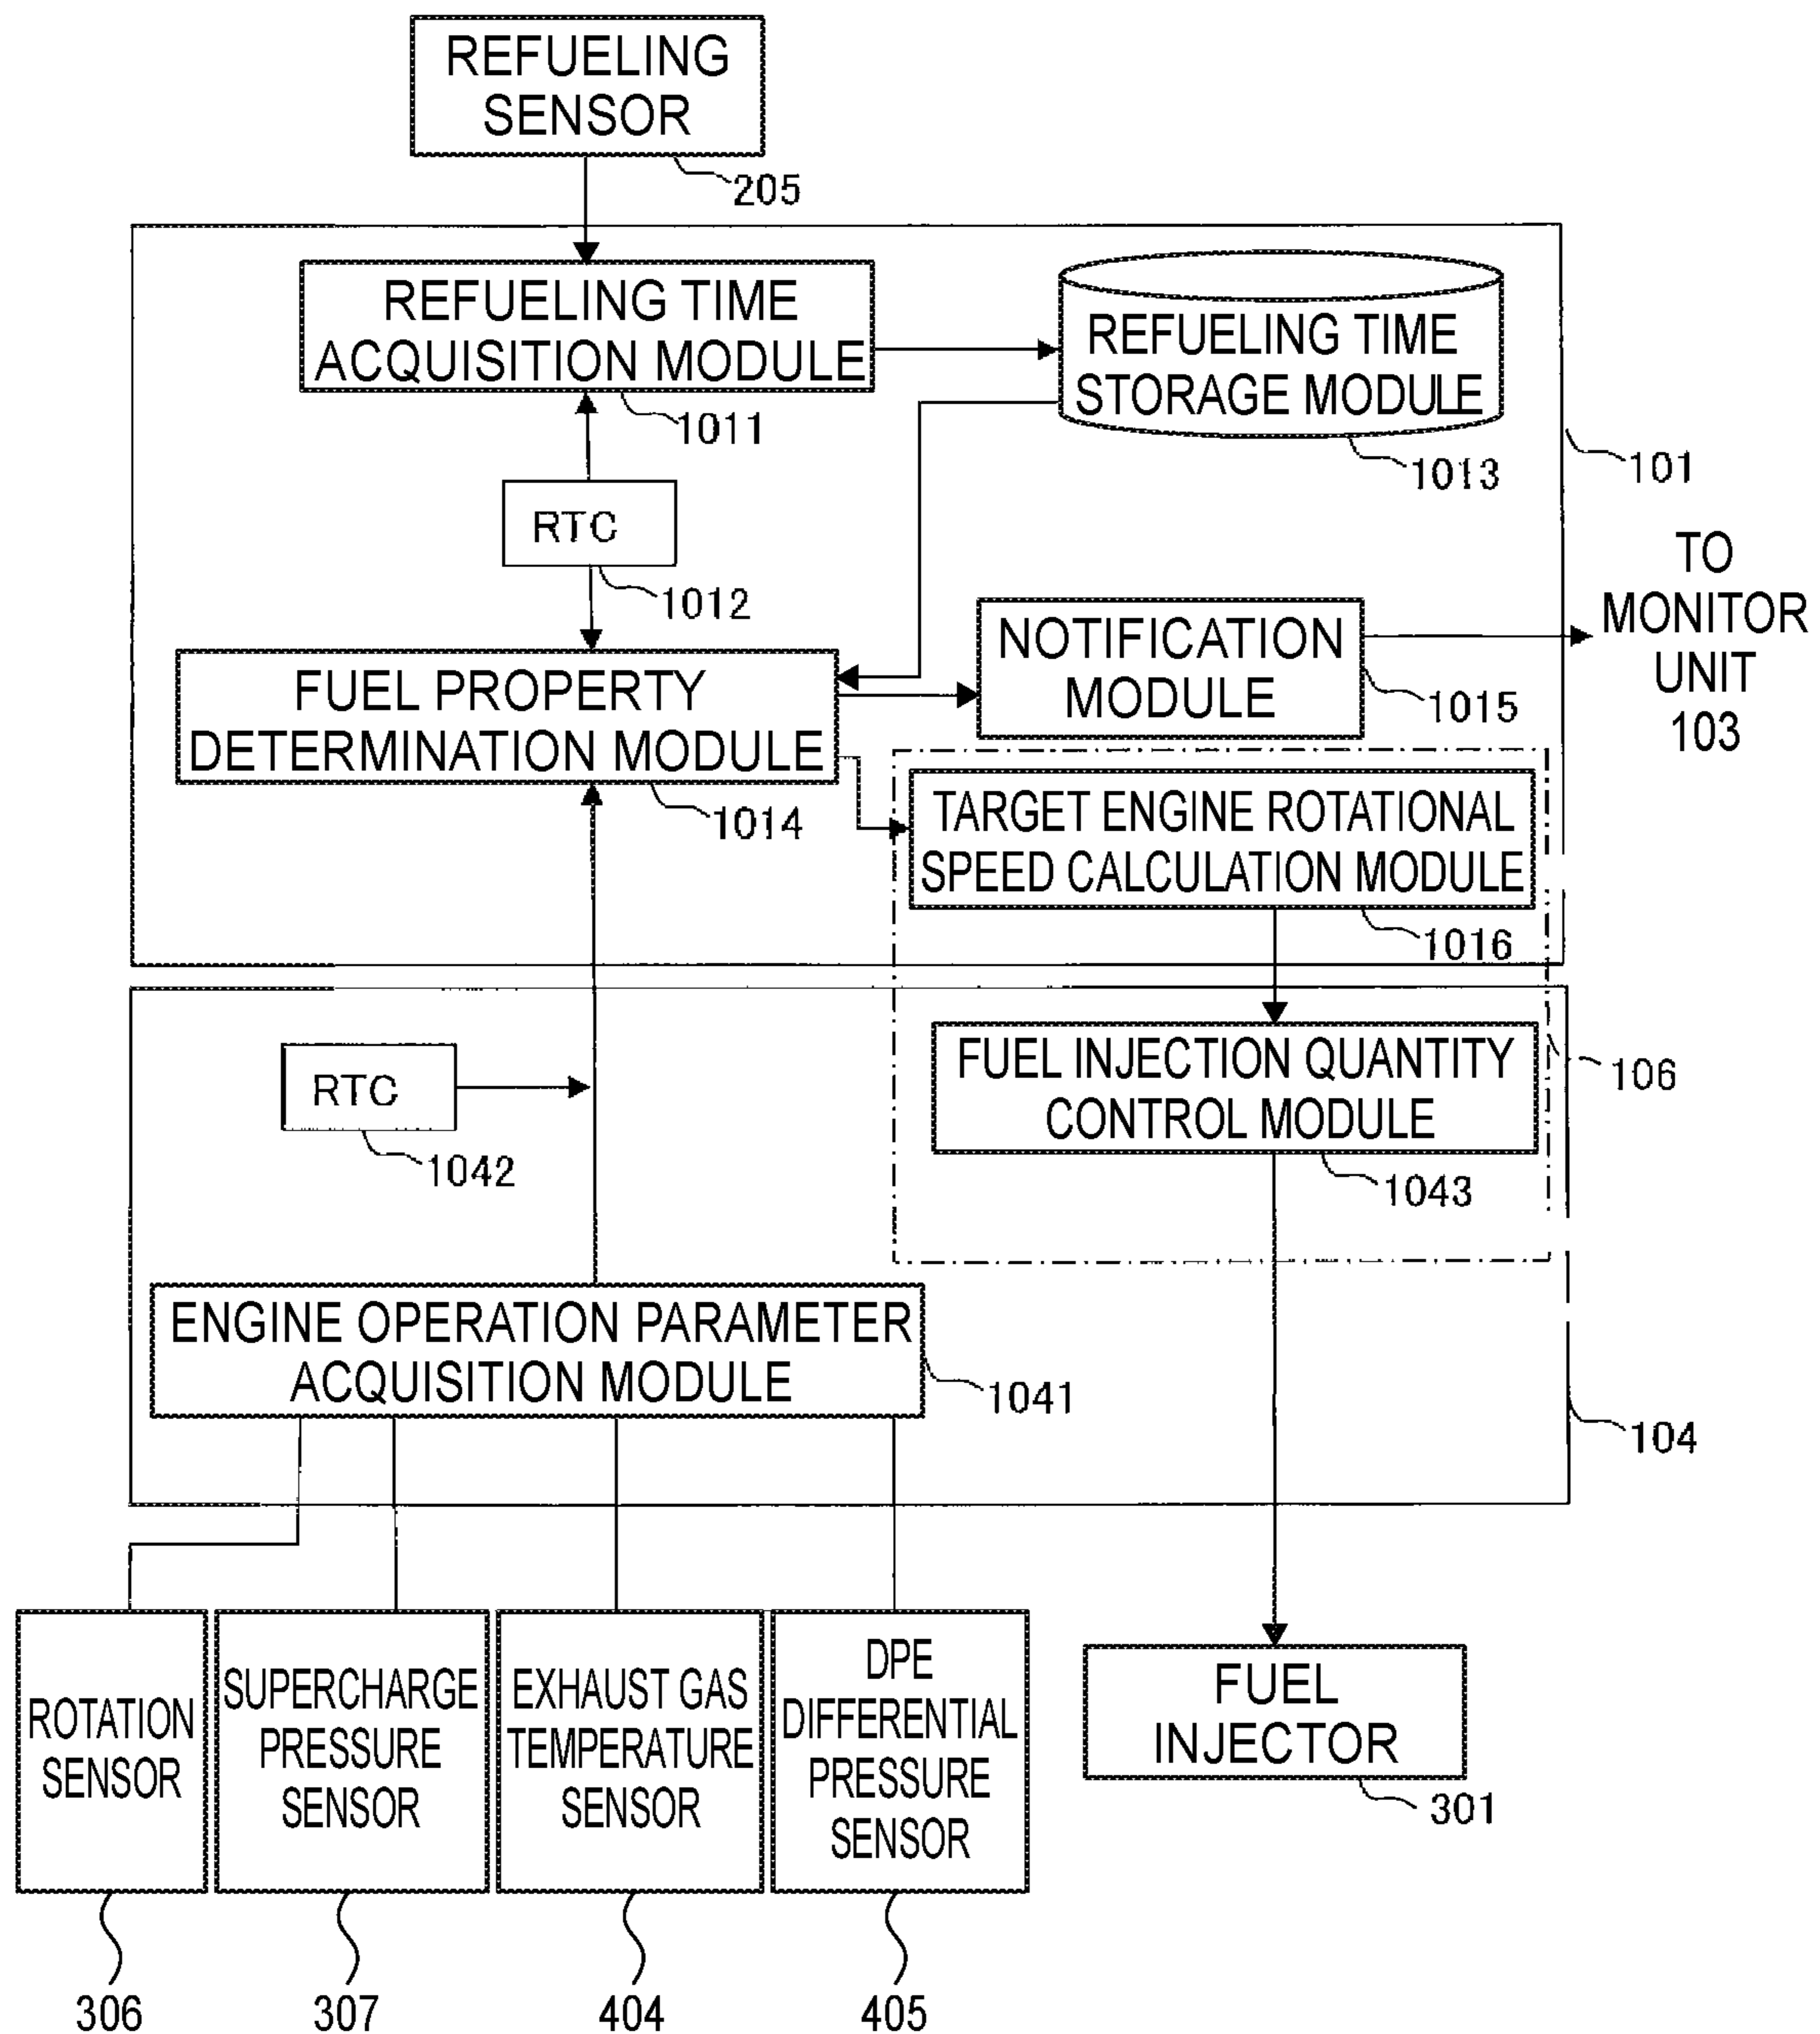 REFUELING
SENSOR
205
REFUELING TIME
ACQUISITION MODULE
1011
REFUELING TIME
STORAGE MODULE
1013
101
RTC
1012
TO
MONITOR
UNIT
103
NOTIFICATION
MODULE
1015
FUEL PROPERTY
DETERMINATION MODULE
1014
TARGET ENGINE ROTATIONAL
SPEED CALCULATION MODULE
1016
RTC
1042
FUEL INJECTION QUANTITY
CONTROL MODULE
1043
106
ENGINE OPERATION PARAMETER
ACQUISITION MODULE
1041
104
ROTATION
SENSOR
306
SUPERCHARGE
PRESSURE
SENSOR
307
EXHAUST GAS
TEMPERATURE
SENSOR
404
DPE
DIFFERENTIAL
PRESSURE
SENSOR
405
FUEL
INJECTOR
301